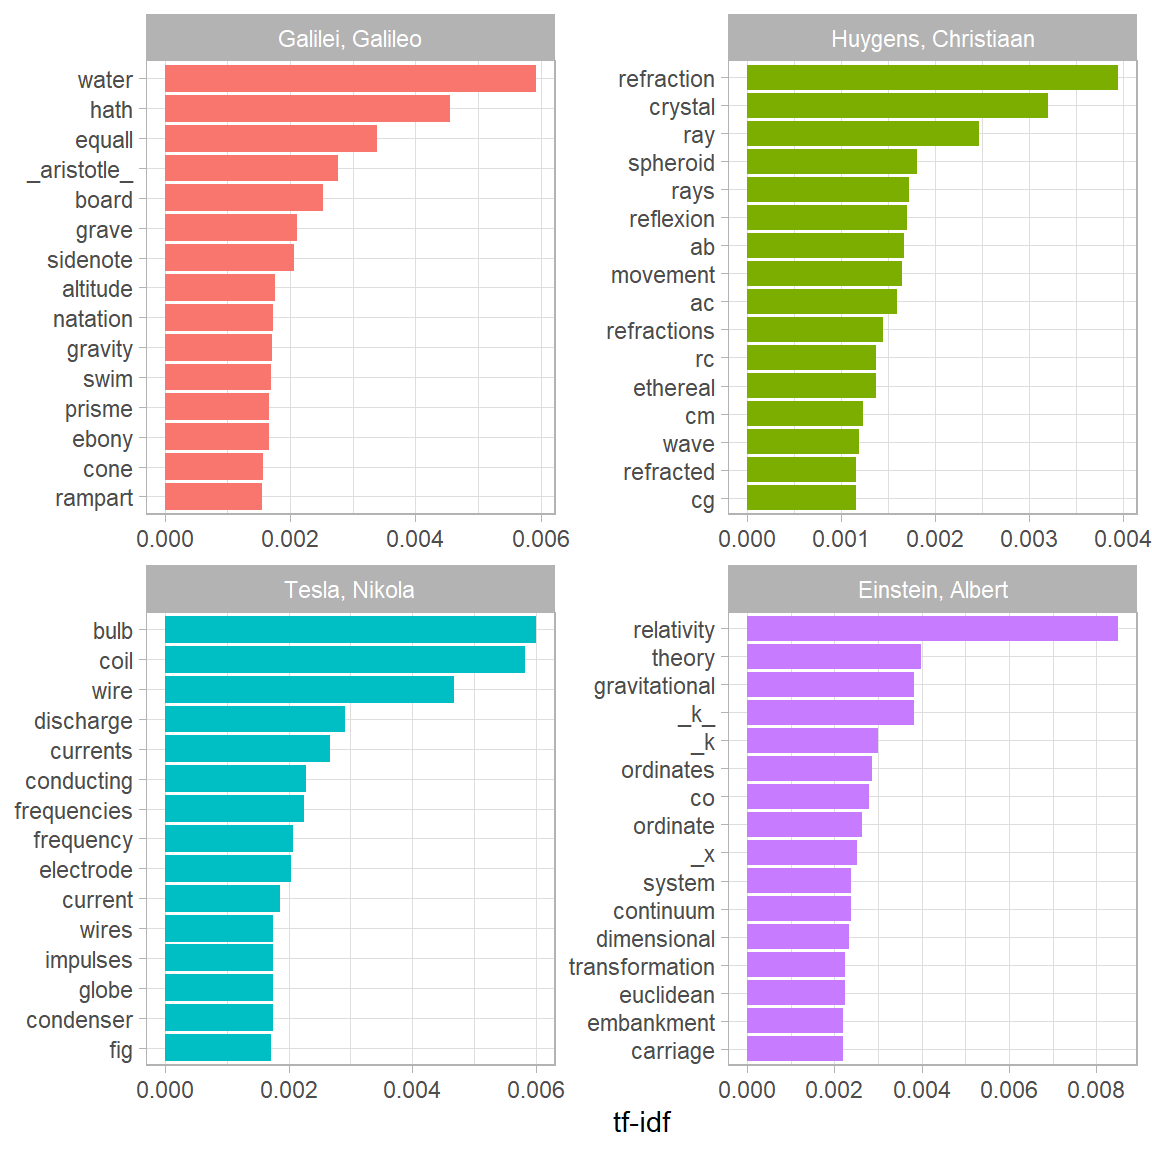 Galilei, Galileo
water
hath
equall
_aristotle_
board
grave
sidenote
altitude
natation
gravity
swim
prisme
ebony
cone
rampart
0.000 0.002 0.004 0.006
Huygens, Christiaan
refraction
crystal
ray
spheroid
rays
reflexion
ab
movement
ac
refractions
rc
ethereal
cm
wave
refracted
cg
0.000 0.001 0.002 0.003 0.004
Tesla, Nikola
bulb
coil
wire
discharge
currents
conducting
frequencies
frequency
electrode
current
wires
impulses
globe
condenser
fig
0.000 0.002 0.004 0.006
Einstein, Albert
relativity
theory
gravitational
_k_
_k
ordinates
co
ordinate
_x
system
continuum
dimensional
transformation
euclidean
embankment
carriage
0.000 0.002 0.004 0.006 0.008
tf-idf